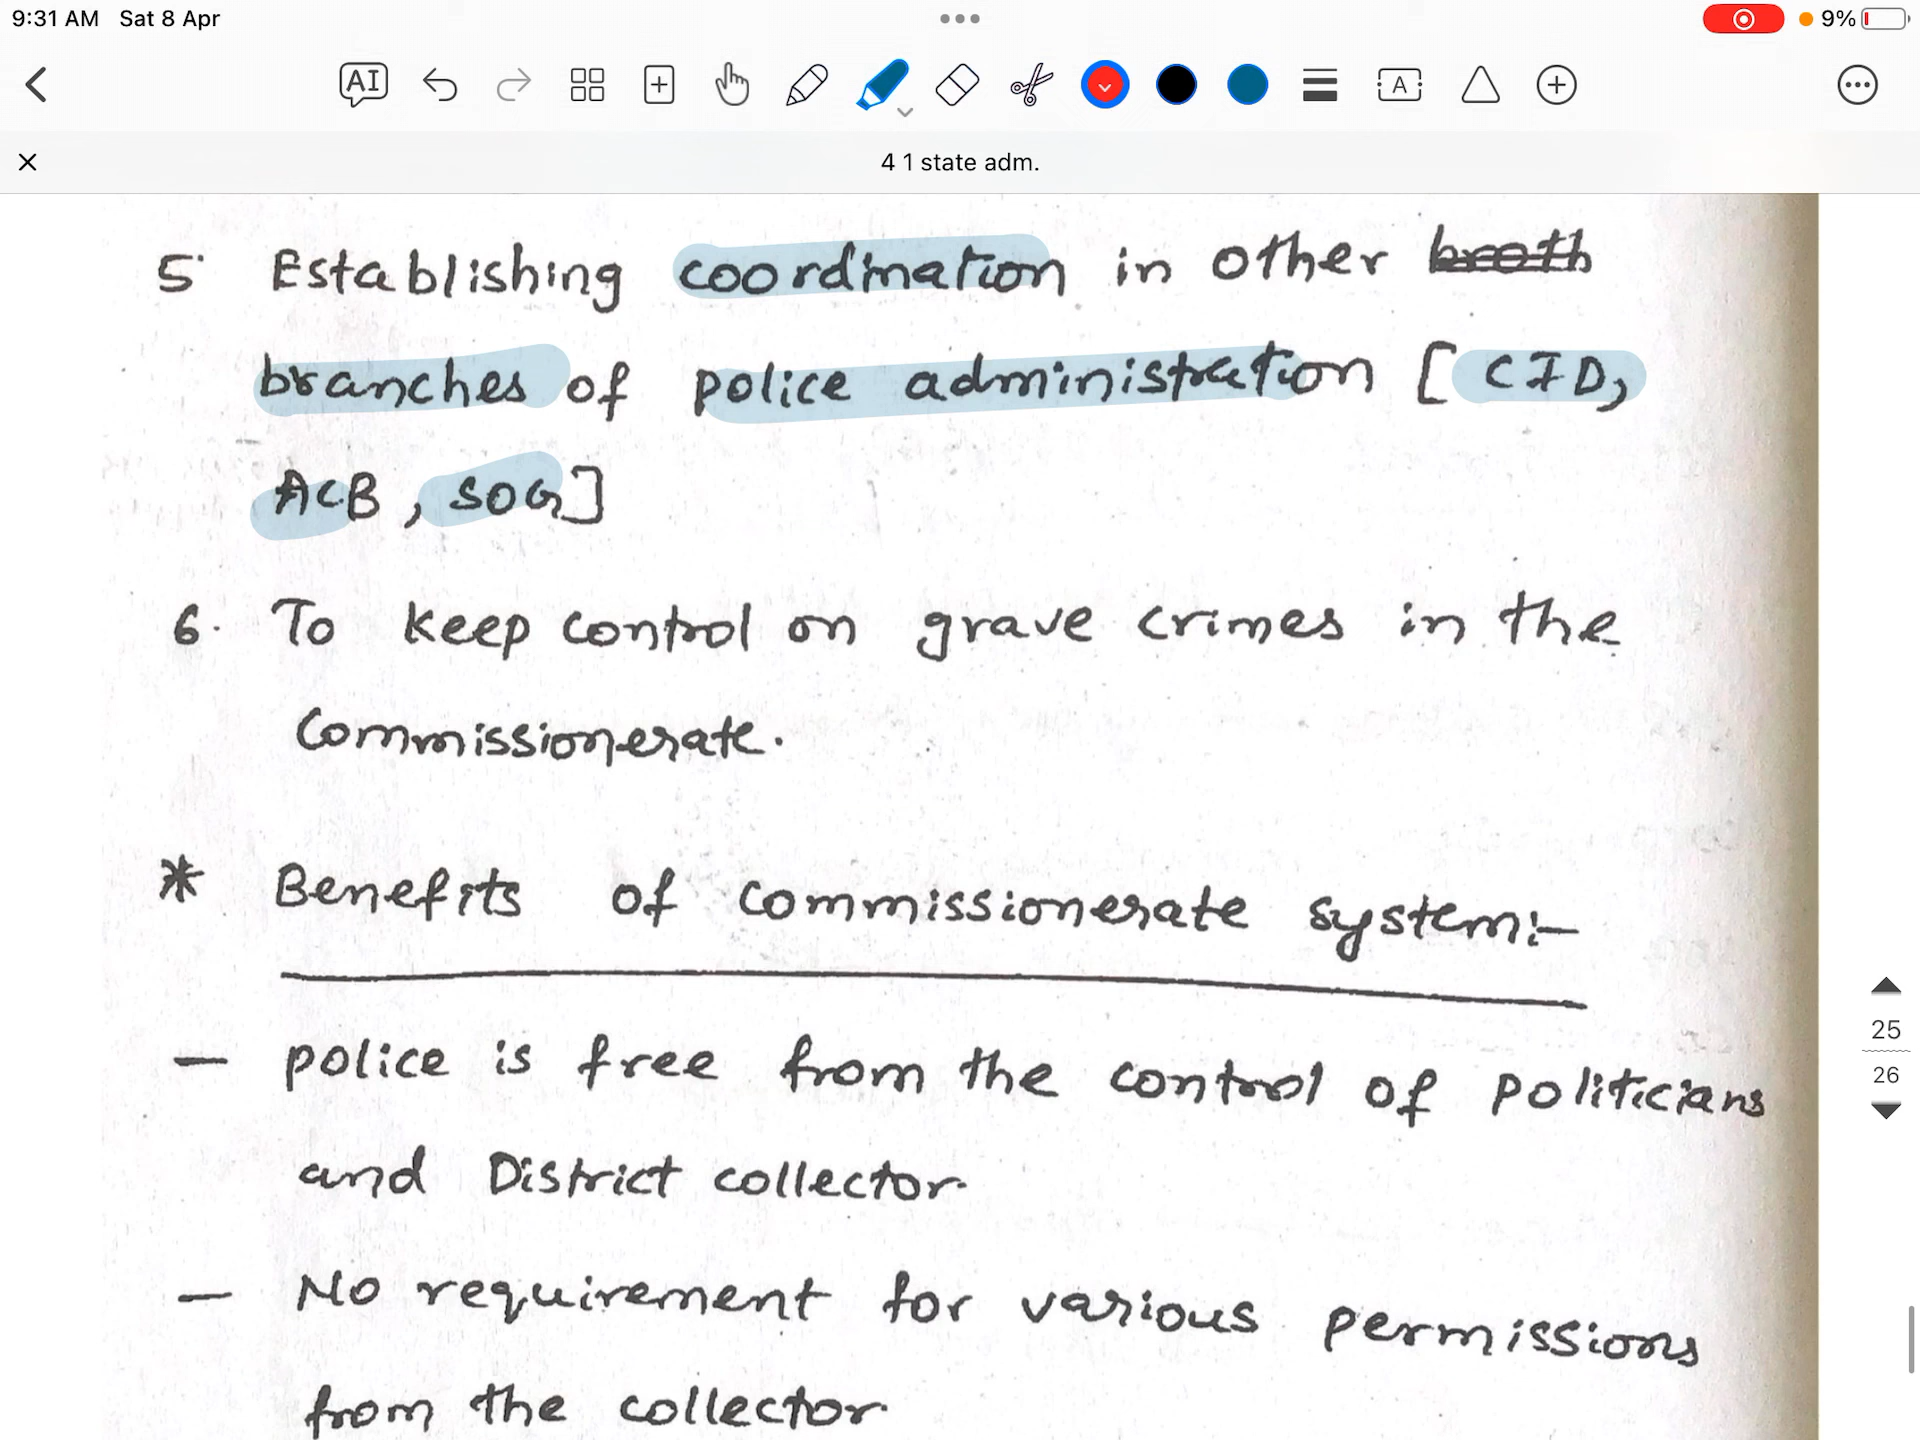 9:31 AM Sat 8 Apr
9%
AI
A
4 1 state adm.
5. Establishing coordination in other broth
branches of police administration [CID,
ACB, SOG]
6. To keep control on grave crimes in the
Commissionerate.
* Benefits of commissionerate system:-
— police is free from the control of politicians
and District collector.
25
26
— No requirement for various permissions
from the collector.